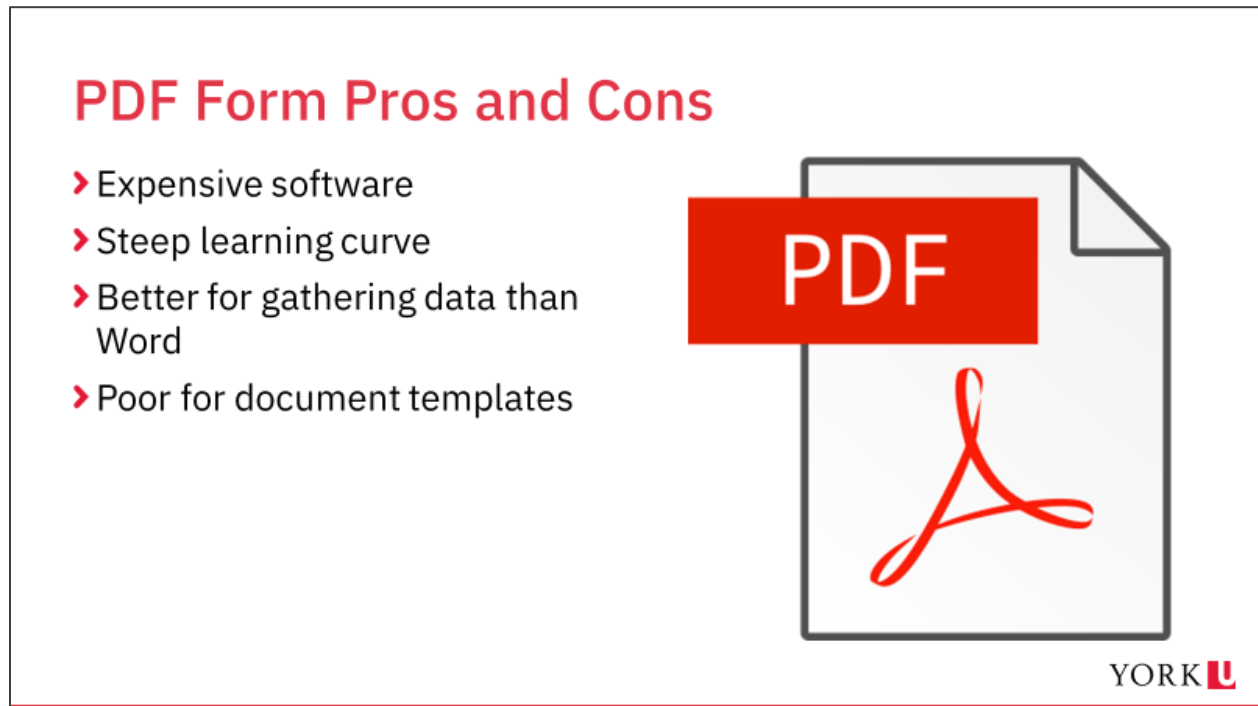 PDF Form Pros and Cons
Expensive software
Steep learning curve
Better for gathering data than
Word
Poor for document templates
PDF
YORK U